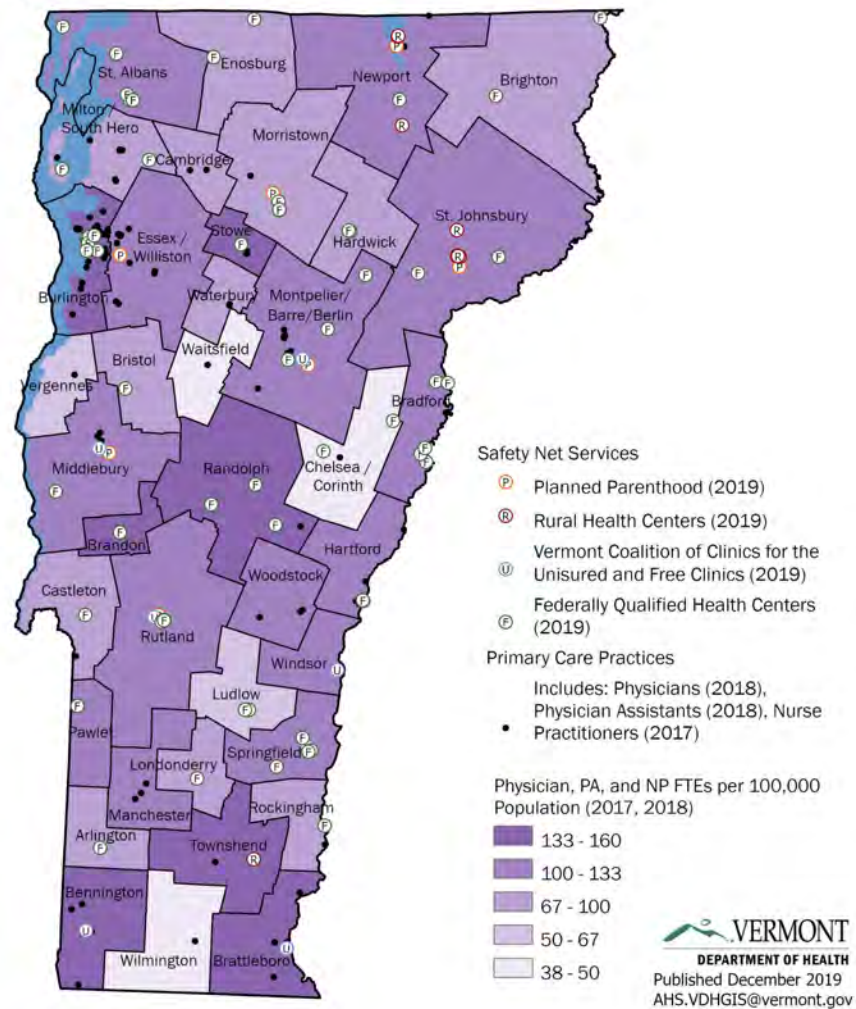 St. Albans
Enosburg
Newport
Brighton
Milton /
South Hero
Morristown
Cambridge
St. Johnsbury
Essex /
Williston
Stowe
Hardwick
Burlington
Waterbury
Montpelier/
Barre/Berlin
Waitsfield
Bristol
Vergennes
Bradford
Middlebury
Randolph
Chelsea /
Corinth
Brandon
Hartford
Woodstock
Castleton
Rutland
Windsor
Ludlow
Pawlet
Springfield
Londonderry
Manchester
Rockingham
Arlington
Townshend
Bennington
Wilmington
Brattleboro
Safety Net Services
P Planned Parenthood (2019)
R Rural Health Centers (2019)
Vermont Coalition of Clinics for the
U Unisured and Free Clinics (2019)
F Federally Qualified Health Centers
(2019)
Primary Care Practices
Includes: Physicians (2018),
Physician Assistants (2018), Nurse
Practitioners (2017)
Physician, PA, and NP FTEs per 100,000
Population (2017, 2018)
133 - 160
100 - 133
67 - 100
50 - 67
38 - 50
VERMONT
DEPARTMENT OF HEALTH
Published December 2019
AHS.VDHGIS@vermont.gov